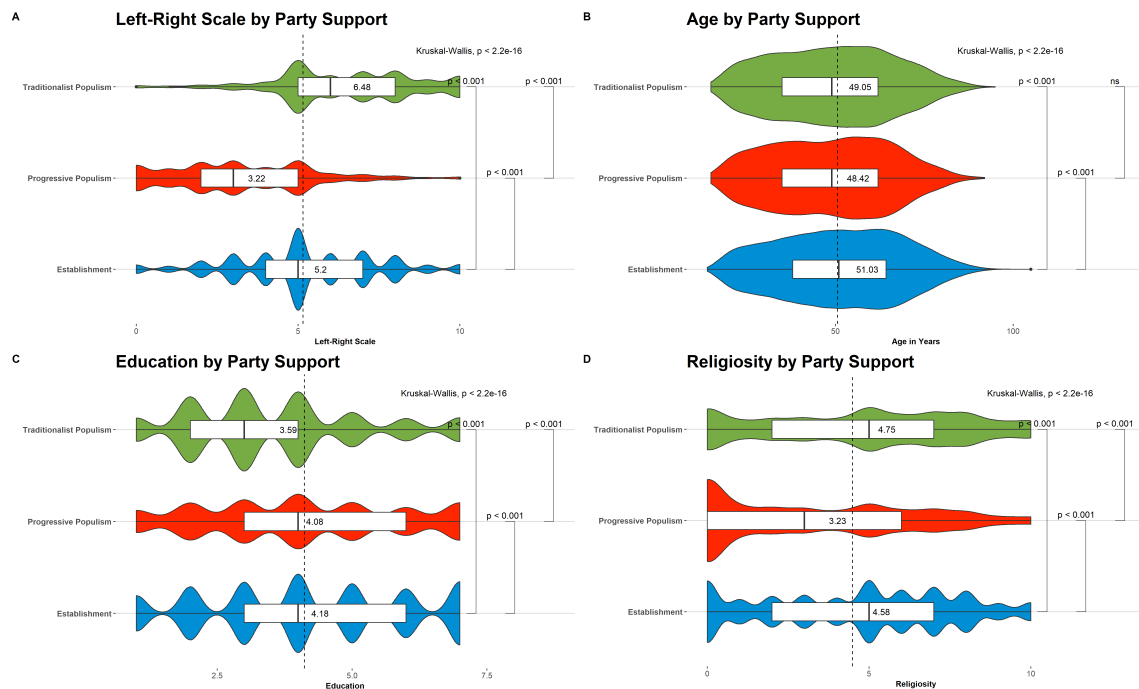 A
Left-Right Scale by Party Support
Kruskal-Wallis, p < 2.2e-16
p < 0.001
p < 0.001
Traditionalist Populism
6.48
Progressive Populism
3.22
p < 0.001
Establishment
5.2
0
5
10
Left-Right Scale
B
Age by Party Support
Kruskal-Wallis, p < 2.2e-16
p < 0.001
ns
Traditionalist Populism
49.05
Progressive Populism
48.42
p < 0.001
Establishment
51.03
50
100
Age in Years
C
Education by Party Support
Kruskal-Wallis, p < 2.2e-16
p < 0.001
p < 0.001
Traditionalist Populism
3.59
Progressive Populism
4.08
p < 0.001
Establishment
4.18
2.5
5.0
7.5
Education
D
Religiosity by Party Support
Kruskal-Wallis, p < 2.2e-16
p < 0.001
p < 0.001
Traditionalist Populism
4.75
Progressive Populism
3.23
p < 0.001
Establishment
4.58
0
5
10
Religiosity